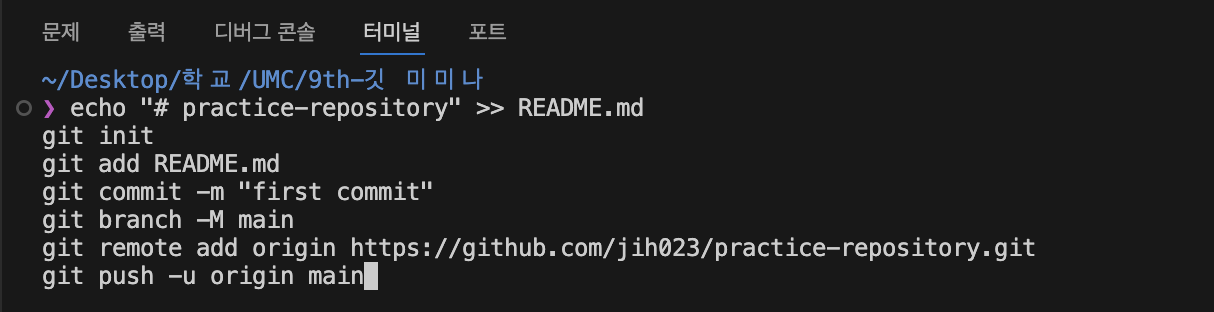 문제 출력 디버그 콘솔 터미널 포트
~/Desktop/학교/UMC/9th-깃 미미나
❯ echo "# practice-repository" >> README.md
git init
git add README.md
git commit -m "first commit"
git branch -M main
git remote add origin https://github.com/jih023/practice-repository.git
git push -u origin main